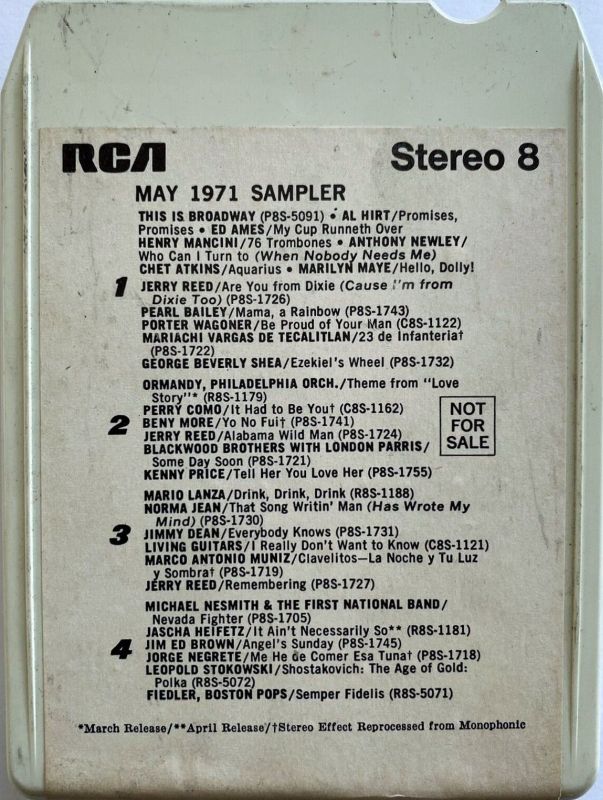 RCA Stereo 8
MAY 1971 SAMPLER
THIS IS BROADWAY (P8S-5091) • AL HIRT/Promises,
Promises • ED AMES/My Cup Runneth Over
HENRY MANCINI/76 Trombones • ANTHONY NEWLEY/
Who Can I Turn to (When Nobody Needs Me)
CHET ATKINS/Aquarius • MARILYN MAYE/Hello, Dolly!
1 JERRY REED/Are You from Dixie (Cause I'm from
Dixie Too) (P8S-1726)
PEARL BAILEY/Mama, a Rainbow (P8S-1743)
PORTER WAGONER/Be Proud of Your Man (C8S-1122)
MARIACHI VARGAS DE TECALITLAN/23 de Infanteria†
(P8S-1722)
GEORGE BEVERLY SHEA/Ezekiel's Wheel (P8S-1732)
ORMANDY, PHILADELPHIA ORCH./Theme from "Love
Story"* (R8S-1179)
PERRY COMO/It Had to Be You† (C8S-1162)
2 BENY MORE/Yo No Fui† (P8S-1741)
JERRY REED/Alabama Wild Man (P8S-1724)
BLACKWOOD BROTHERS WITH LONDON PARRIS/
Some Day Soon (P8S-1721)
KENNY PRICE/Tell Her You Love Her (P8S-1755)
NOT
FOR
SALE
MARIO LANZA/Drink, Drink, Drink (R8S-1188)
NORMA JEAN/That Song Writin' Man (Has Wrote My
Mind) (P8S-1730)
3 JIMMY DEAN/Everybody Knows (P8S-1731)
LIVING GUITARS/I Really Don't Want to Know (C8S-1121)
MARCO ANTONIO MUNIZ/Clavelitos—La Noche y Tu Luz
y Sombra† (P8S-1719)
JERRY REED/Remembering (P8S-1727)
MICHAEL NESMITH & THE FIRST NATIONAL BAND/
Nevada Fighter (P8S-1705)
JASCHA HEIFETZ/It Ain't Necessarily So** (R8S-1181)
4 JIM ED BROWN/Angel's Sunday (P8S-1745)
JORGE NEGRETE/Me He de Comer Esa Tuna† (P8S-1718)
LEOPOLD STOKOWSKI/Shostakovich: The Age of Gold:
Polka (R8S-5072)
FIEDLER, BOSTON POPS/Semper Fidelis (R8S-5071)
*March Release/**April Release/†Stereo Effect Reprocessed from Monophonic